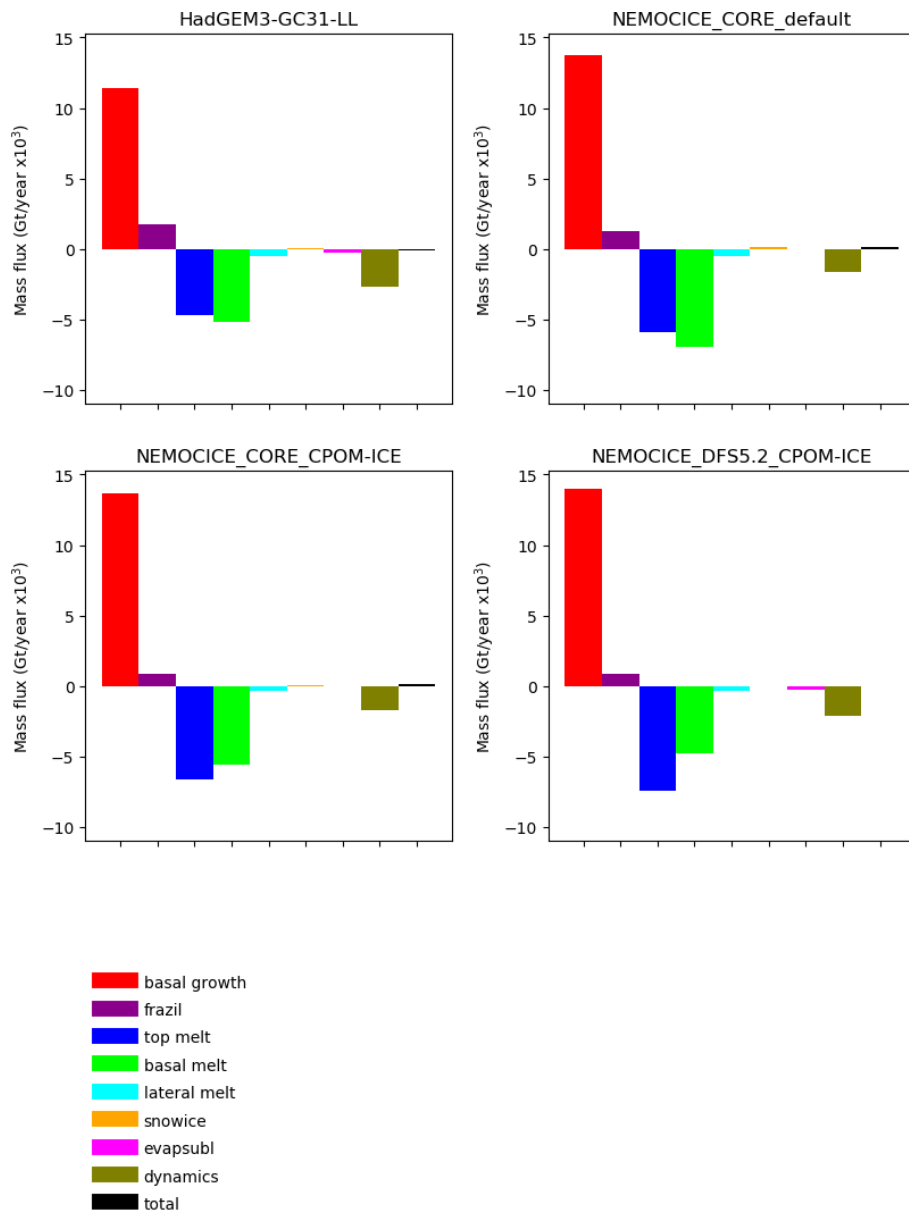 HadGEM3-GC31-LL
Mass flux (Gt/year x10³)
15
10
5
0
−5
−10
NEMOCICE_CORE_default
Mass flux (Gt/year x10³)
15
10
5
0
−5
−10
NEMOCICE_CORE_CPOM-ICE
Mass flux (Gt/year x10³)
15
10
5
0
−5
−10
NEMOCICE_DFS5.2_CPOM-ICE
Mass flux (Gt/year x10³)
15
10
5
0
−5
−10
basal growth
frazil
top melt
basal melt
lateral melt
snowice
evapsubl
dynamics
total